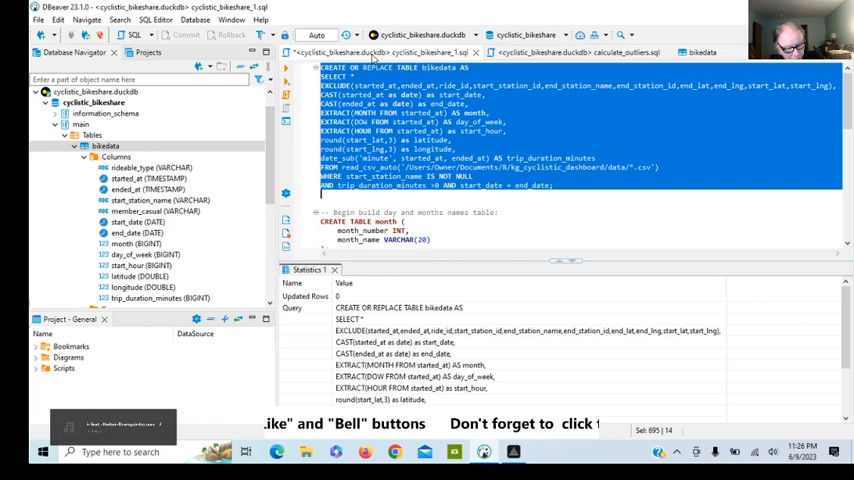 DBeaver 23.0.5 - <cyclistic_bikeshare.duckdb> cyclistic_bikeshare_1.sql
File Edit Navigate Search SQL Editor Database Window Help
SQL Commit Rollback Auto cyclistic_bikeshare.duckdb cyclistic_bikeshare
Database Navigator Projects
*<cyclistic_bikeshare.duckdb> cyclistic_bikeshare_1.sql <cyclistic_bikeshare.duckdb> calculate_outliers.sql bikedata
Enter a part of object name here
cyclistic_bikeshare.duckdb
cyclistic_bikeshare
information_schema
main
Tables
bikedata
Columns
rideable_type (VARCHAR)
started_at (TIMESTAMP)
ended_at (TIMESTAMP)
start_station_name (VARCHAR)
member_casual (VARCHAR)
start_date (DATE)
end_date (DATE)
123 month (BIGINT)
123 day_of_week (BIGINT)
123 start_hour (BIGINT)
123 latitude (DOUBLE)
123 longitude (DOUBLE)
123 trip_duration_minutes (BIGINT)
CREATE OR REPLACE TABLE bikedata AS
SELECT *
EXCLUDE(started_at,ended_at,ride_id,start_station_id,end_station_name,end_station_id,end_lat,end_lng,start_lat,start_lng),
CAST(started_at as date) as start_date,
CAST(ended_at as date) as end_date,
EXTRACT(MONTH FROM started_at) AS month,
EXTRACT(DOW FROM started_at) AS day_of_week,
EXTRACT(HOUR FROM started_at) as start_hour,
round(start_lat,3) as latitude,
round(start_lng,3) as longitude,
date_sub('minute', started_at, ended_at) AS trip_duration_minutes
FROM read_csv_auto('/Users/Owner/Documents/R/kg_cyclistic_dashboard/data/*.csv')
WHERE start_station_name IS NOT NULL
AND trip_duration_minutes >0 AND start_date = end_date;
-- Begin build day and months names table:
CREATE TABLE month (
month_number INT,
month_name VARCHAR(20)
Statistics 1
Name Value
Updated Rows 0
Query CREATE OR REPLACE TABLE bikedata AS
SELECT *
EXCLUDE(started_at,ended_at,ride_id,start_station_id,end_station_name,end_station_id,end_lat,end_lng,start_lat,start_lng),
CAST(started_at as date) as start_date,
CAST(ended_at as date) as end_date,
EXTRACT(MONTH FROM started_at) AS month,
EXTRACT(DOW FROM started_at) AS day_of_week,
EXTRACT(HOUR FROM started_at) as start_hour,
round(start_lat,3) as latitude,
Project - General
Name DataSource
Bookmarks
Diagrams
Scripts
ike" and "Bell" buttons Don't forget to click t
Sel: 695 | 14
Type here to search
11:26 PM
6/9/2023